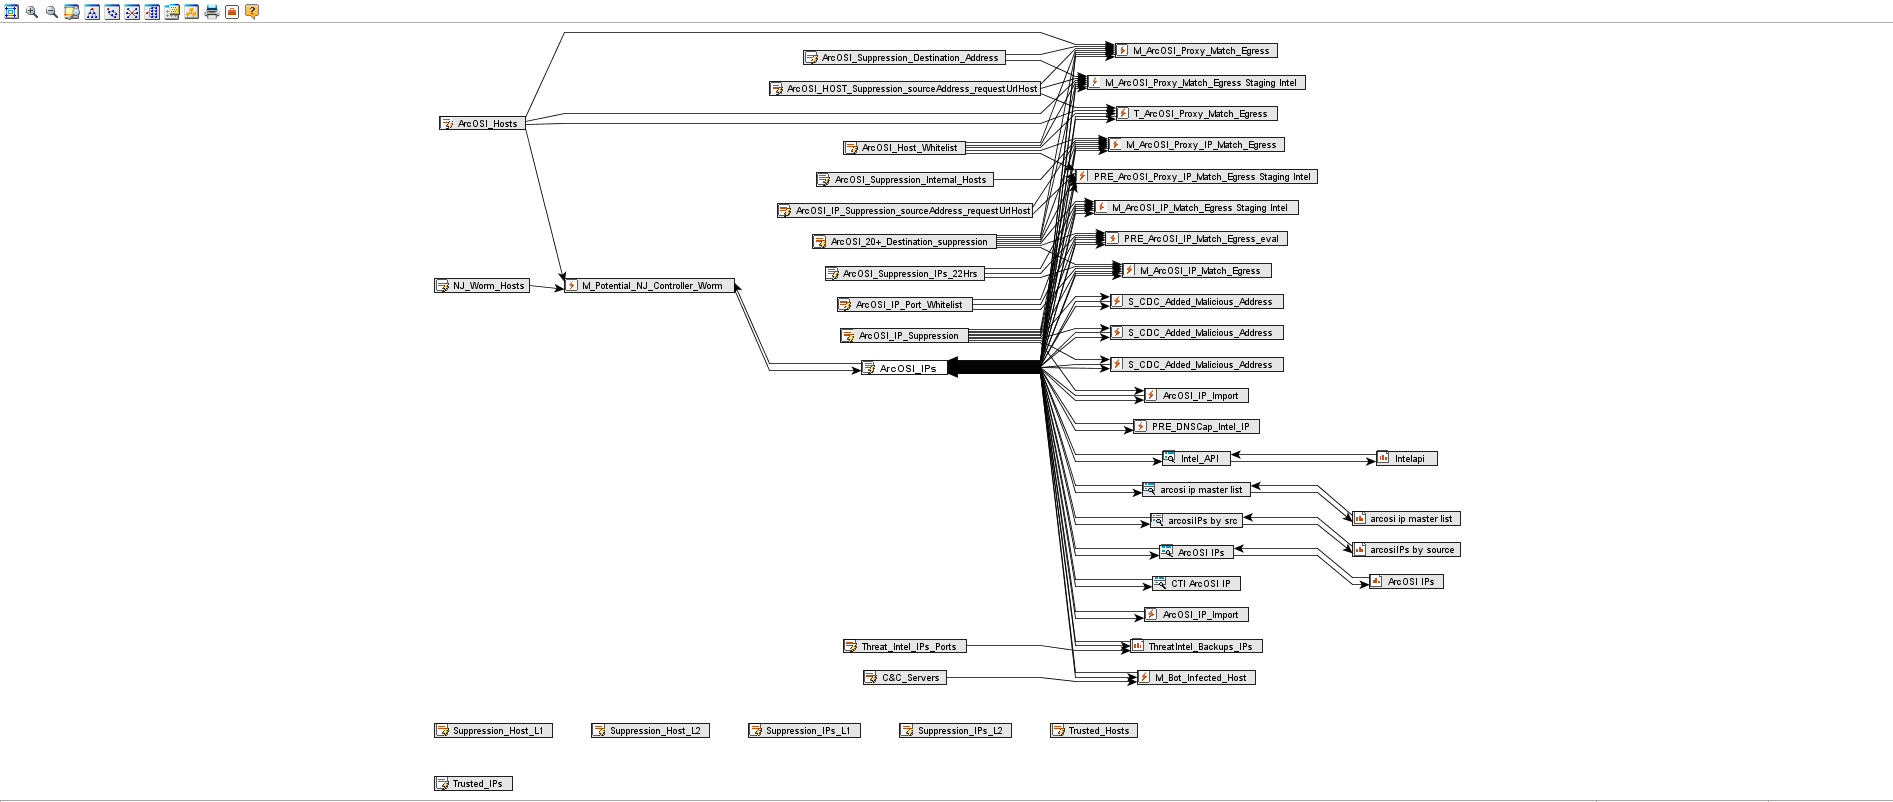 M_ArcOSI_Proxy_Match_Egress
ArcOSI_Suppression_Destination_Address
M_ArcOSI_Proxy_Match_Egress Staging Intel
ArcOSI_HOST_Suppression_sourceAddress_requestUrlHost
T_ArcOSI_Proxy_Match_Egress
ArcOSI_Hosts
M_ArcOSI_Proxy_IP_Match_Egress
ArcOSI_Host_Whitelist
PRE_ArcOSI_Proxy_IP_Match_Egress Staging Intel
ArcOSI_Suppression_Internal_Hosts
M_ArcOSI_IP_Match_Egress Staging Intel
ArcOSI_IP_Suppression_sourceAddress_requestUrlHost
PRE_ArcOSI_IP_Match_Egress_eval
ArcOSI_20+_Destination_suppression
M_ArcOSI_IP_Match_Egress
ArcOSI_Suppression_IPs_22Hrs
NJ_Worm_Hosts
M_Potential_NJ_Controller_Worm
S_CDC_Added_Malicious_Address
ArcOSI_IP_Port_Whitelist
S_CDC_Added_Malicious_Address
ArcOSI_IP_Suppression
S_CDC_Added_Malicious_Address
ArcOSI_IPs
ArcOSI_IP_Import
PRE_DNSCap_Intel_IP
Intel_API
Intelapi
arcosi ip master list
arcosi ip master list
arcosiIPs by src
arcosiIPs by source
ArcOSI IPs
ArcOSI IPs
CTI ArcOSI IP
ArcOSI_IP_Import
Threat_Intel_IPs_Ports
ThreatIntel_Backups_IPs
C&C_Servers
M_Bot_Infected_Host
Suppression_Host_L1
Suppression_Host_L2
Suppression_IPs_L1
Suppression_IPs_L2
Trusted_Hosts
Trusted_IPs